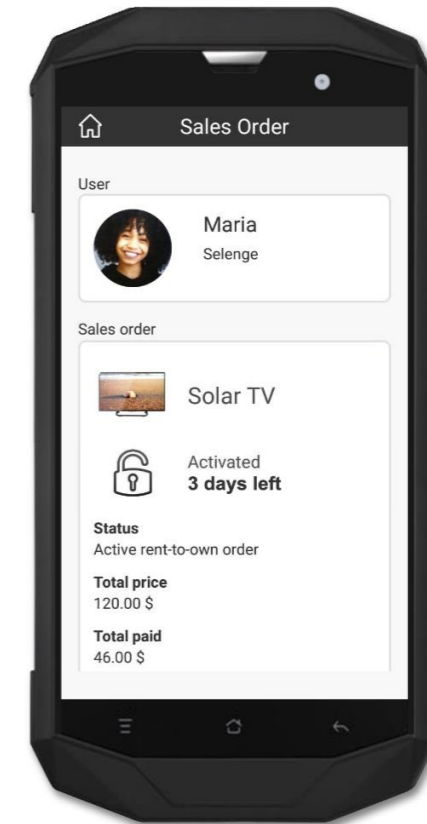 Sales Order
User
Maria
Selenge
Sales order
Solar TV
Activated
3 days left
Status
Active rent-to-own order
Total price
120.00 $
Total paid
46.00 $